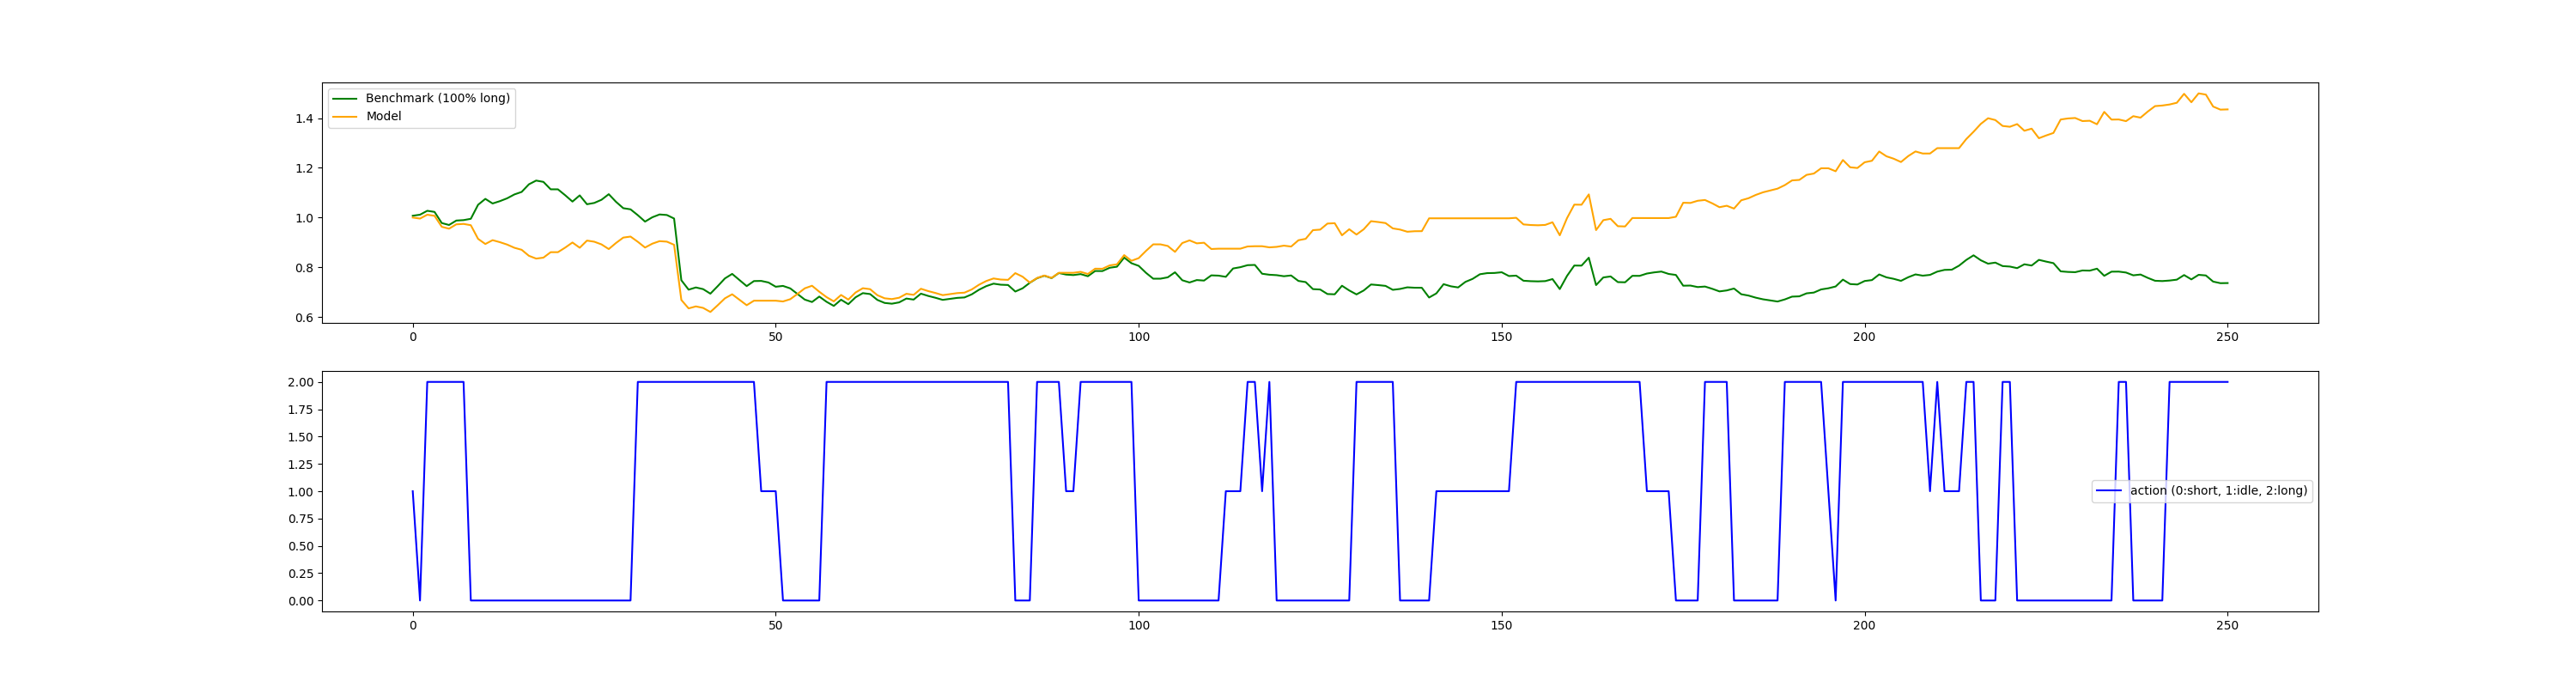 Benchmark (100% long)
Model
1.4
1.2
1.0
0.8
0.6
0 50 100 150 200 250
2.00
1.75
1.50
1.25
1.00
0.75
0.50
0.25
0.00
action (0:short, 1:idle, 2:long)
0 50 100 150 200 250